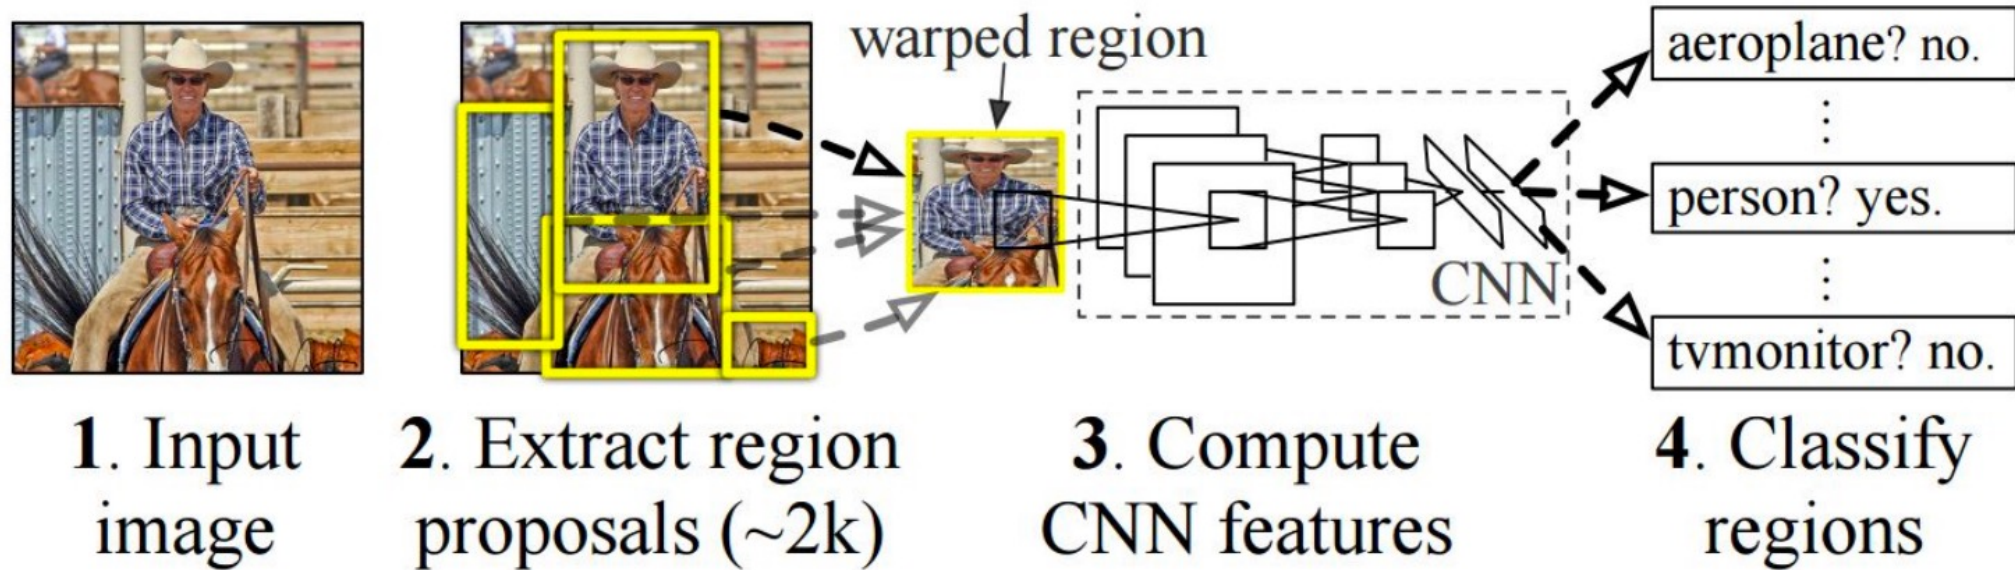 warped region
aeroplane? no.
person? yes.
tvmonitor? no.
CNN
1. Input
image
2. Extract region
proposals (~2k)
3. Compute
CNN features
4. Classify
regions